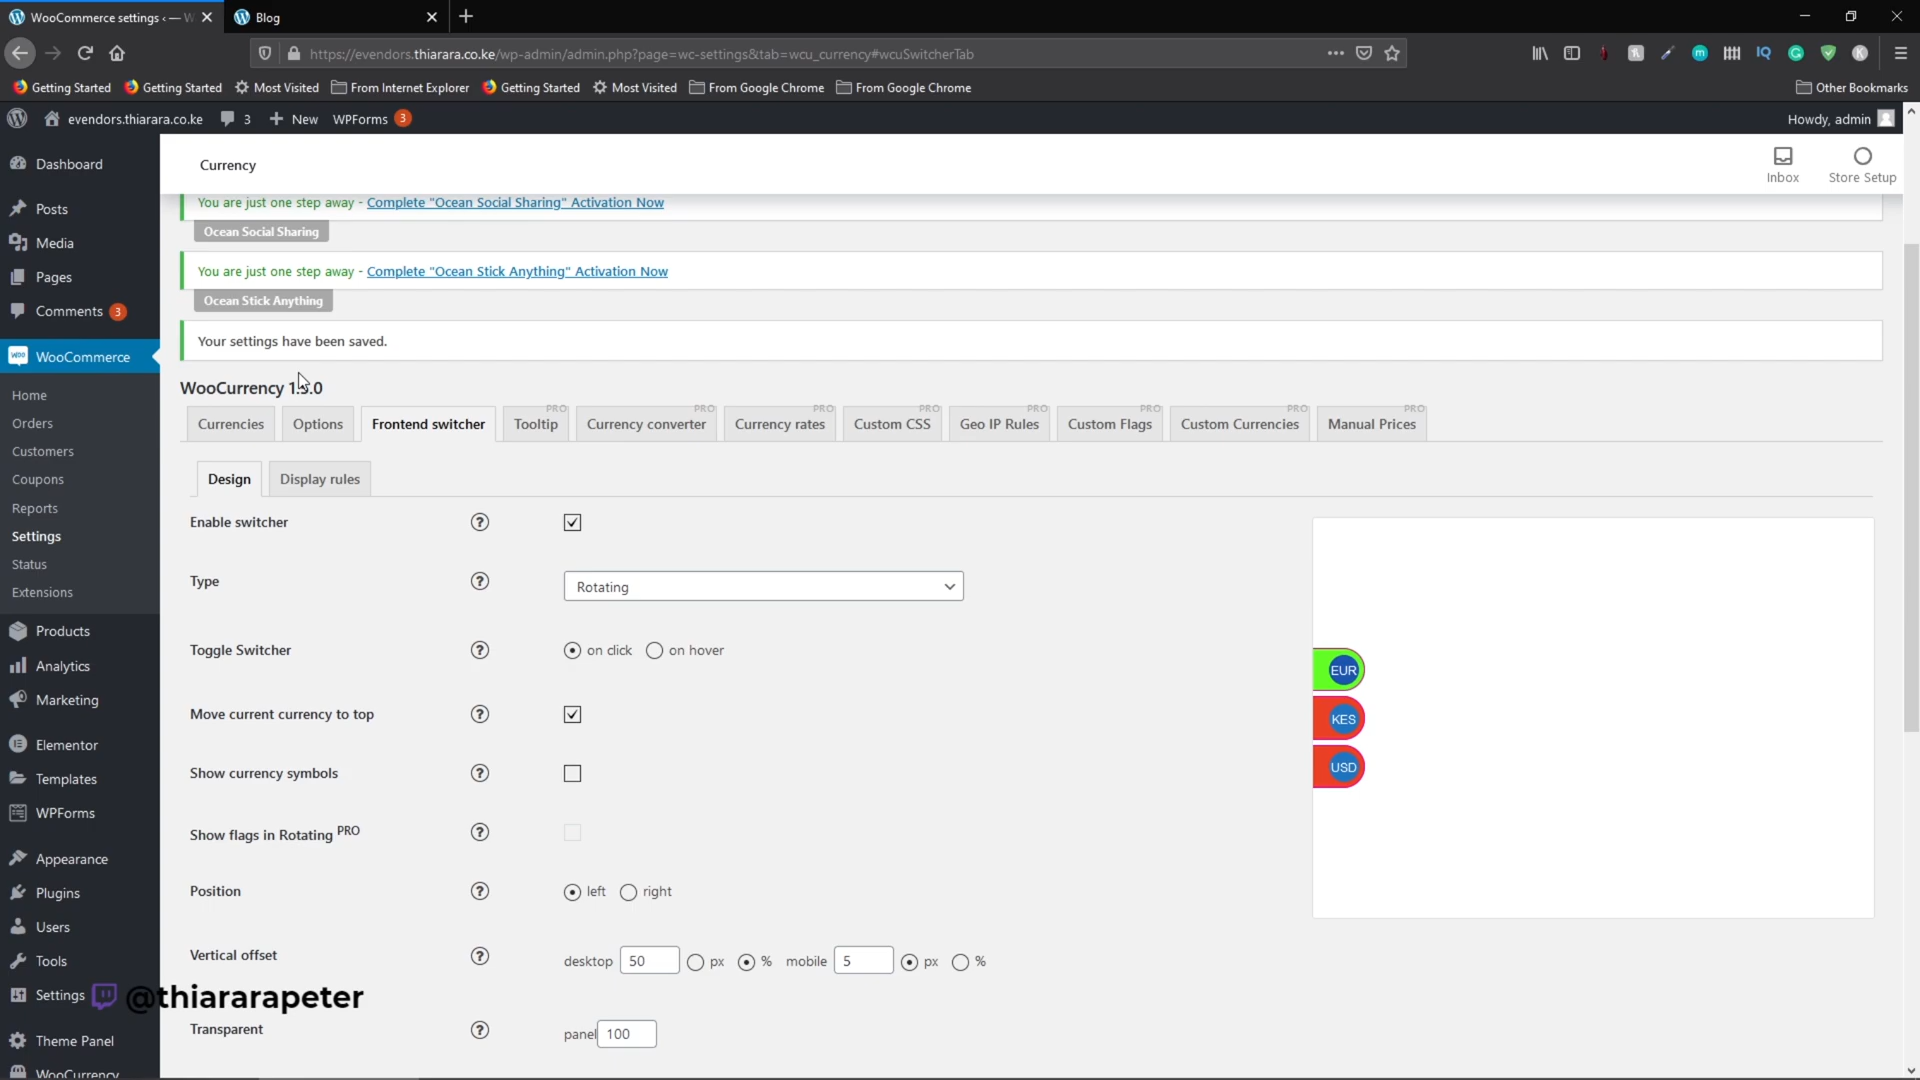 WooCommerce settings ‹ — W
Blog
https://evendors.thiarara.co.ke/wp-admin/admin.php?page=wc-settings&tab=wcu_currency#wcuSwitcherTab
Getting Started
Getting Started
Most Visited
From Internet Explorer
Getting Started
Most Visited
From Google Chrome
From Google Chrome
Other Bookmarks
evendors.thiarara.co.ke
3
New
WPForms
3
Howdy, admin
Currency
Inbox
Store Setup
Dashboard
Posts
Media
Pages
Comments 3
WooCommerce
Home
Orders
Customers
Coupons
Reports
Settings
Status
Extensions
Products
Analytics
Marketing
Elementor
Templates
WPForms
Appearance
Plugins
Users
Tools
Settings
Theme Panel
WooCurrency
You are just one step away - Complete "Ocean Social Sharing" Activation Now
Ocean Social Sharing
You are just one step away - Complete "Ocean Stick Anything" Activation Now
Ocean Stick Anything
Your settings have been saved.
WooCurrency
Currencies
Options
Frontend switcher
Tooltip PRO
Currency converter PRO
Currency rates PRO
Custom CSS PRO
Geo IP Rules PRO
Custom Flags PRO
Custom Currencies PRO
Manual Prices PRO
Design
Display rules
Enable switcher
Type
Rotating
Toggle Switcher
on click
on hover
Move current currency to top
Show currency symbols
Show flags in Rotating PRO
Position
left
right
Vertical offset
desktop 50 px % mobile 5 px %
Transparent
panel 100
EUR
KES
USD
@thiararapeter